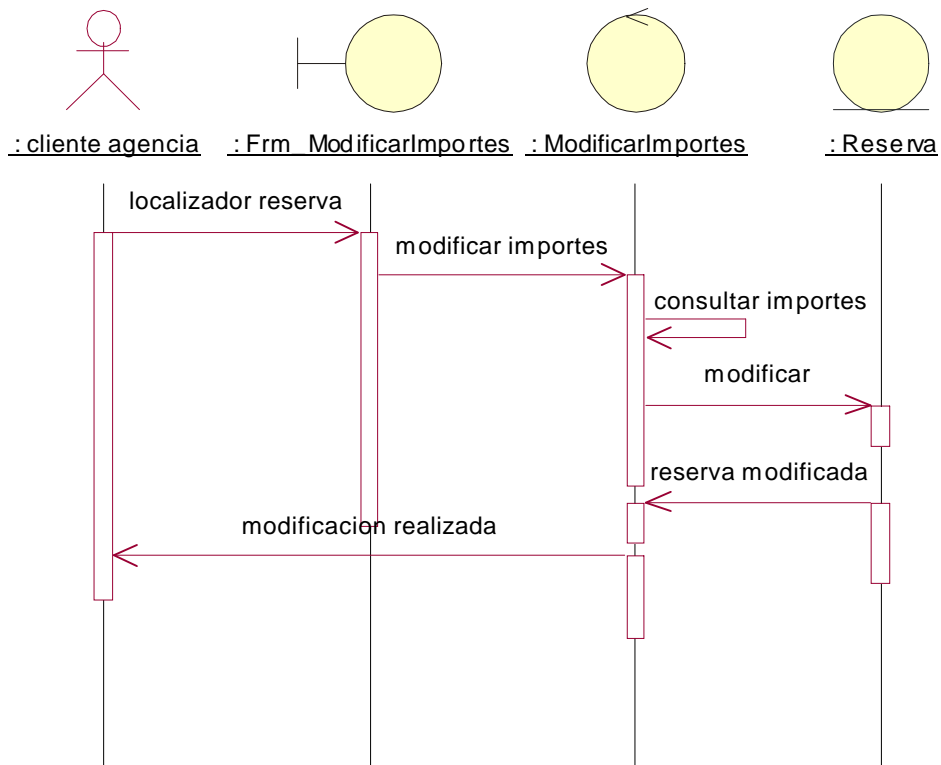 : cliente agencia
: Frm_ModificarImportes
: ModificarImportes
: Reserva
localizador reserva
modificar importes
consultar importes
modificar
reserva modificada
modificacion realizada